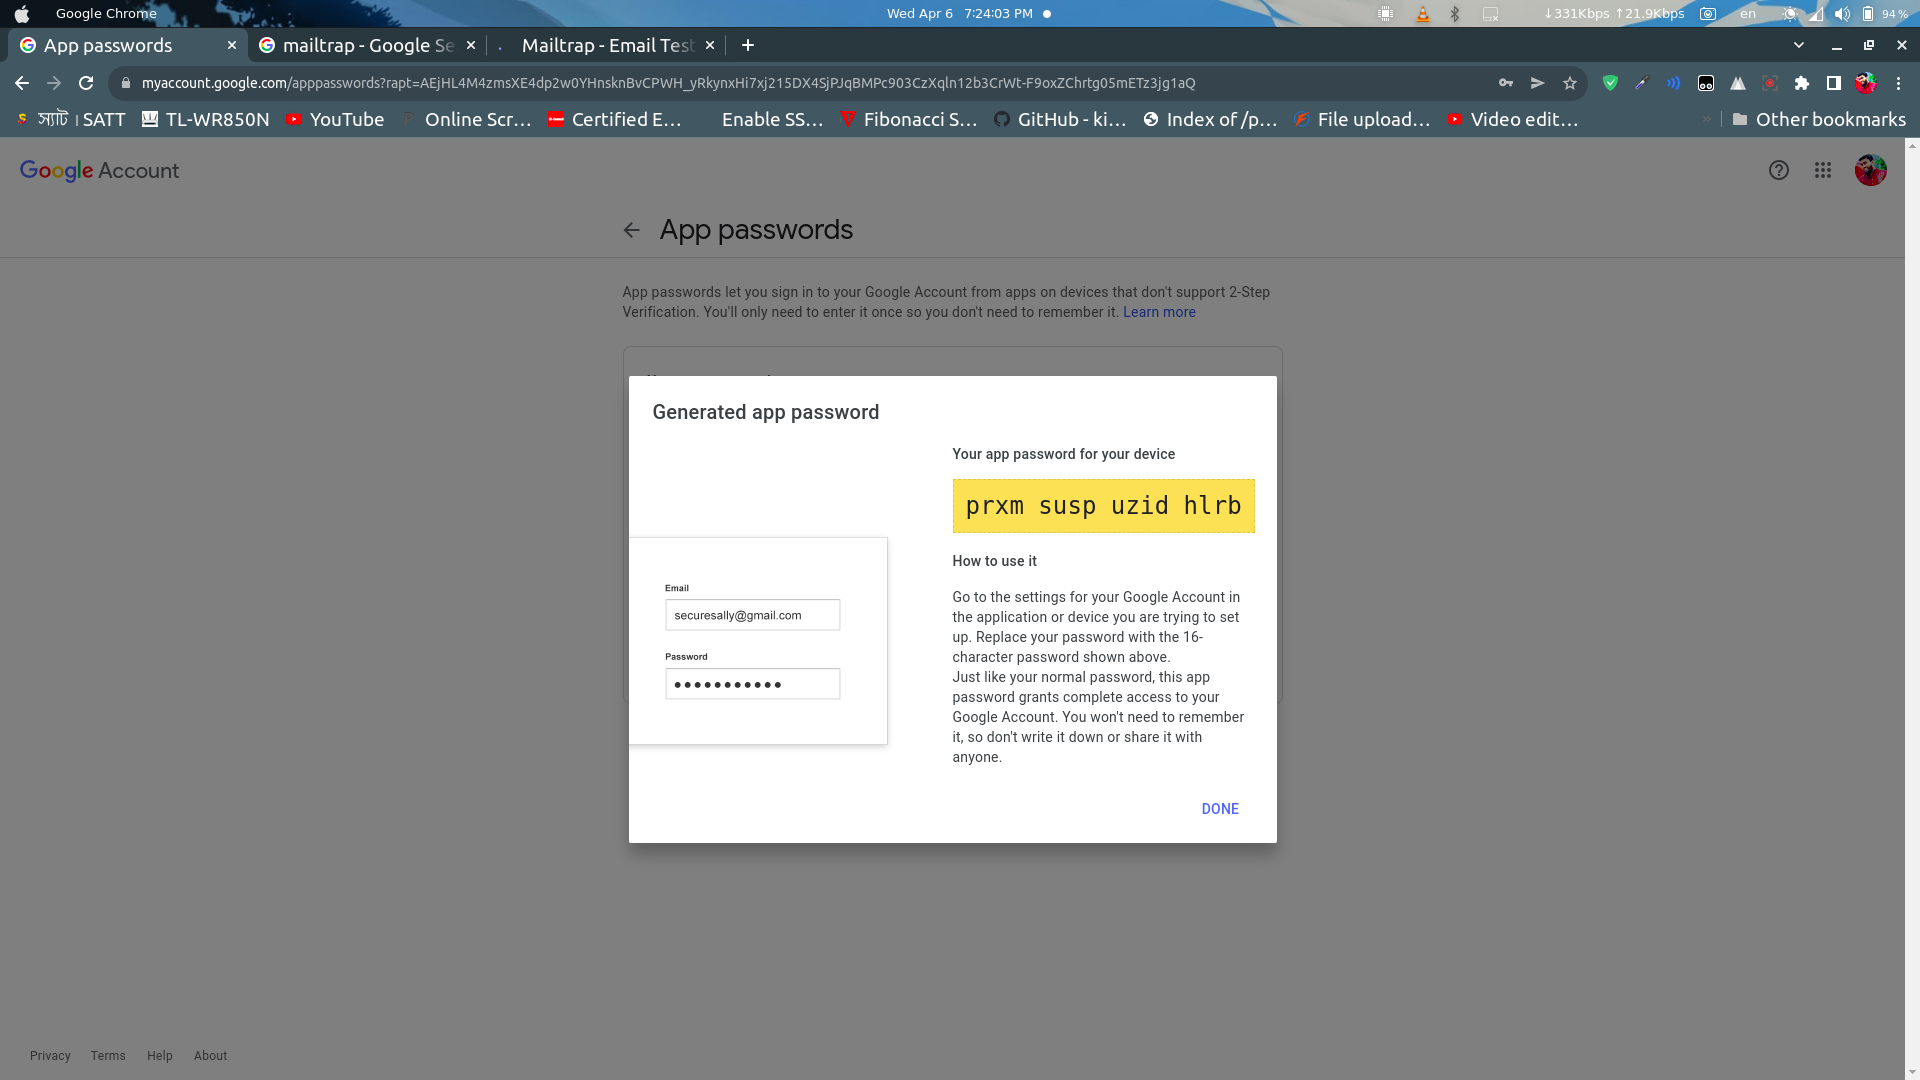 Google Chrome
Wed Apr 6 7:24:03 PM
↓331Kbps ↑21.9Kbps
en
94%
App passwords
mailtrap - Google Se
Mailtrap - Email Test
myaccount.google.com/apppasswords?rapt=AEjHL4M4zmsXE4dp2w0YHnsknBvCPWH_yRkynxHi7xj215DX4SjPJqBMPc903CzXqln12b3CrWt-F9oxZChrtg05mETz3jg1aQ
স্যাট । SATT
TL-WR850N
YouTube
Online Scr…
Certified E…
Enable SS…
Fibonacci S…
GitHub - ki…
Index of /p…
File upload…
Video edit…
Other bookmarks
Google Account
App passwords
App passwords let you sign in to your Google Account from apps on devices that don't support 2-Step
Verification. You'll only need to enter it once so you don't need to remember it. Learn more
Generated app password
Your app password for your device
prxm susp uzid hlrb
Email
securesally@gmail.com
Password
How to use it
Go to the settings for your Google Account in
the application or device you are trying to set
up. Replace your password with the 16-
character password shown above.
Just like your normal password, this app
password grants complete access to your
Google Account. You won't need to remember
it, so don't write it down or share it with
anyone.
DONE
Privacy
Terms
Help
About